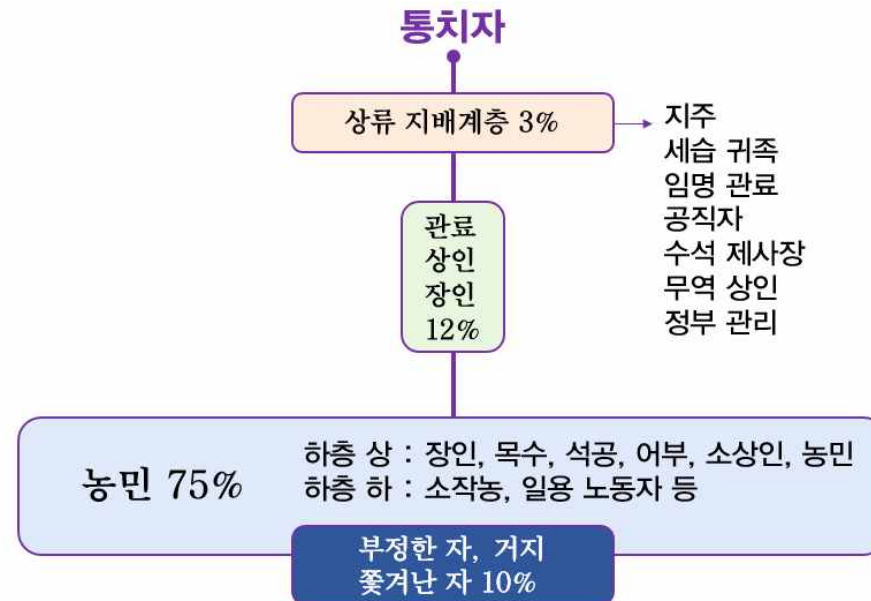 통치자
상류 지배계층 3%
지주
세습 귀족
임명 관료
공직자
수석 제사장
무역 상인
정부 관리
관료
상인
장인
12%
농민 75%
하층 상 : 장인, 목수, 석공, 어부, 소상인, 농민
하층 하 : 소작농, 일용 노동자 등
부정한 자, 거지
쫓겨난 자 10%